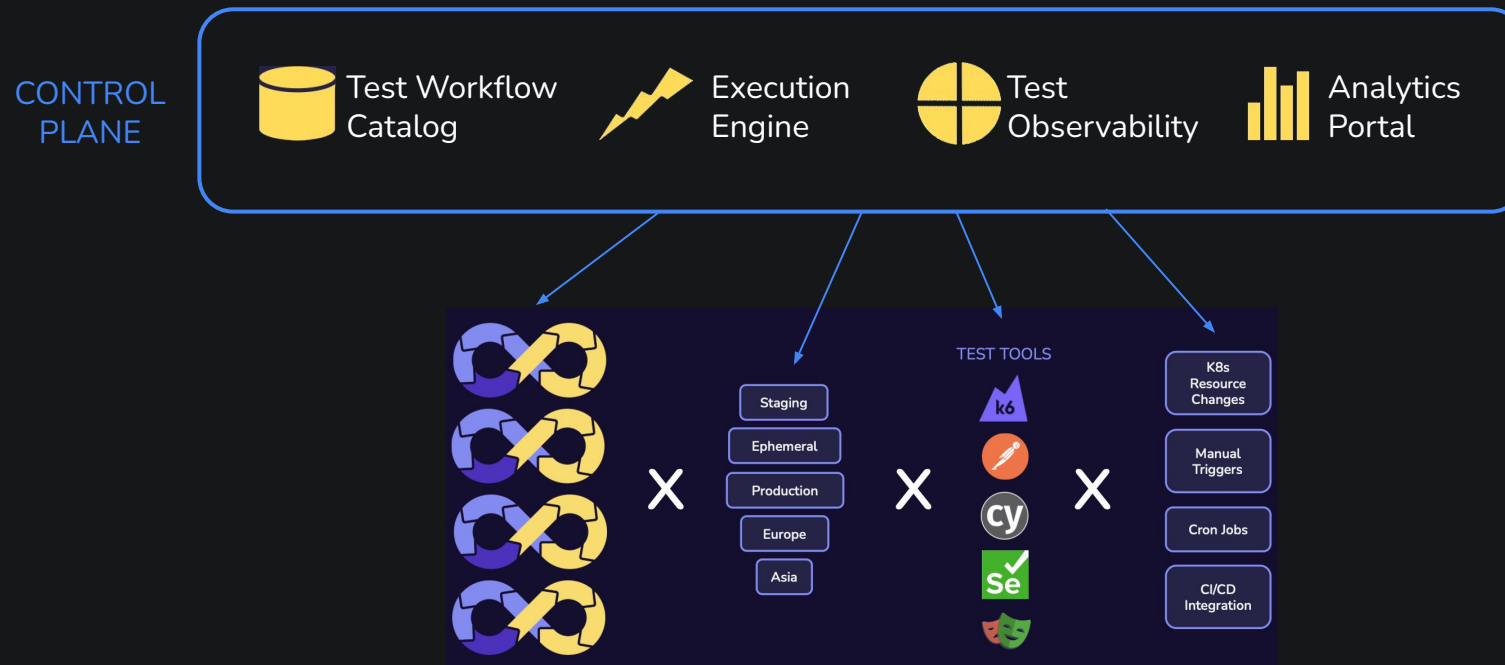 CONTROL
PLANE
Test Workflow
Catalog
Execution
Engine
Test
Observability
Analytics
Portal
TEST TOOLS
Staging
Ephemeral
Production
Europe
Asia
X
X
X
k6
cy
Se
K8s
Resource
Changes
Manual
Triggers
Cron Jobs
CI/CD
Integration